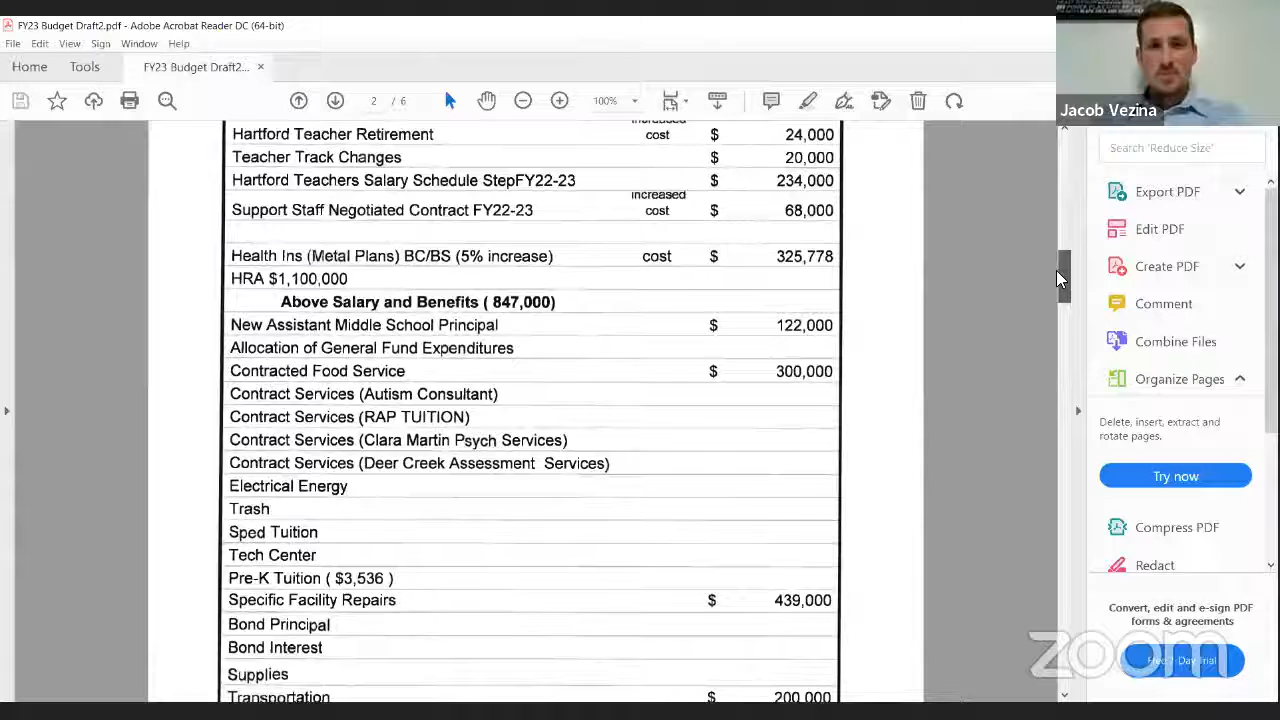 FY23 Budget Draft2.pdf - Adobe Acrobat Reader DC (64-bit)
File Edit View Sign Window Help
Home Tools FY23 Budget Draft2... ×
2 / 6 100%
Jacob Vezina
increased
Hartford Teacher Retirement cost $ 24,000
Teacher Track Changes $ 20,000
Hartford Teachers Salary Schedule StepFY22-23 $ 234,000
increased
Support Staff Negotiated Contract FY22-23 cost $ 68,000
Health Ins (Metal Plans) BC/BS (5% increase) cost $ 325,778
HRA $1,100,000
Above Salary and Benefits ( 847,000)
New Assistant Middle School Principal $ 122,000
Allocation of General Fund Expenditures
Contracted Food Service $ 300,000
Contract Services (Autism Consultant)
Contract Services (RAP TUITION)
Contract Services (Clara Martin Psych Services)
Contract Services (Deer Creek Assessment Services)
Electrical Energy
Trash
Sped Tuition
Tech Center
Pre-K Tuition ( $3,536 )
Specific Facility Repairs $ 439,000
Bond Principal
Bond Interest
Supplies
Transportation $ 200,000
Search 'Reduce Size'
Export PDF
Edit PDF
Create PDF
Comment
Combine Files
Organize Pages
Delete, insert, extract and
rotate pages.
Try now
Compress PDF
Redact
Convert, edit and e-sign PDF
forms & agreements
Free 7-Day Trial
zoom